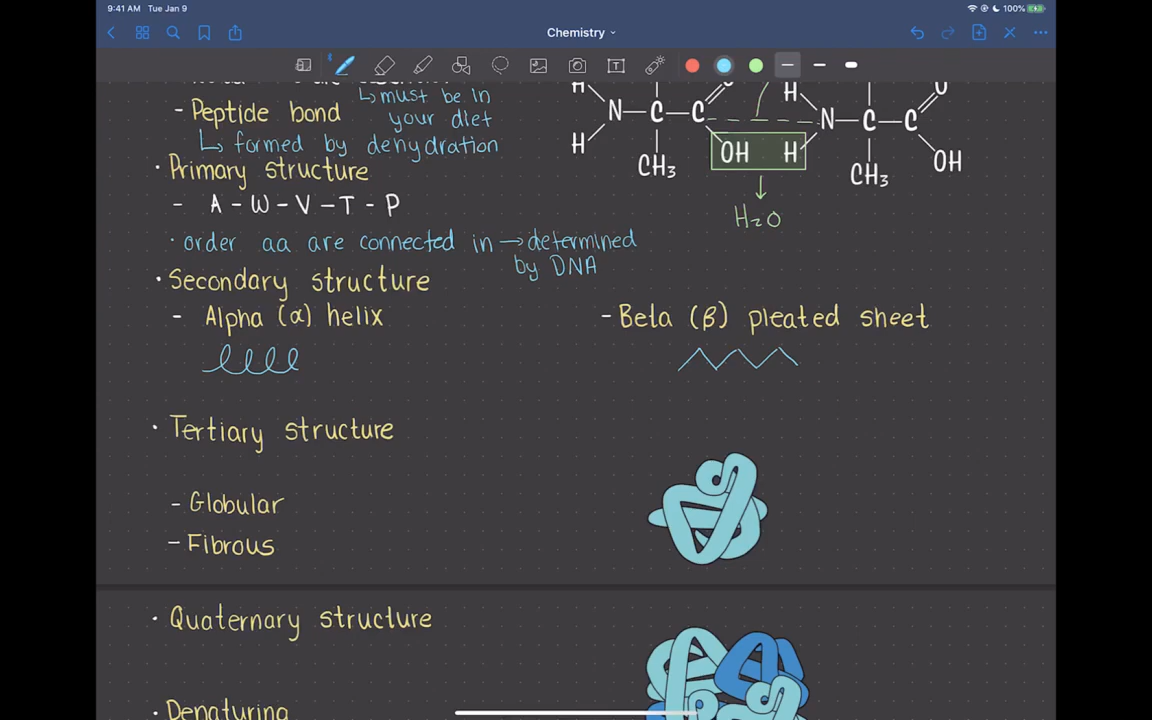 9:41 AM Tue Jan 9
100%
Chemistry
- Peptide bond
↳ must be in
your diet
↳ formed by dehydration
H
N — C — C
H
CH₃
OH H
H₂O
O
H
N — C — C
OH
CH₃
• Primary structure
- A - W - V - T - P
· order aa are connected in → determined
by DNA
• Secondary structure
- Alpha (α) helix
- Beta (β) pleated sheet
• Tertiary structure
- Globular
- Fibrous
• Quaternary structure
• Denaturing